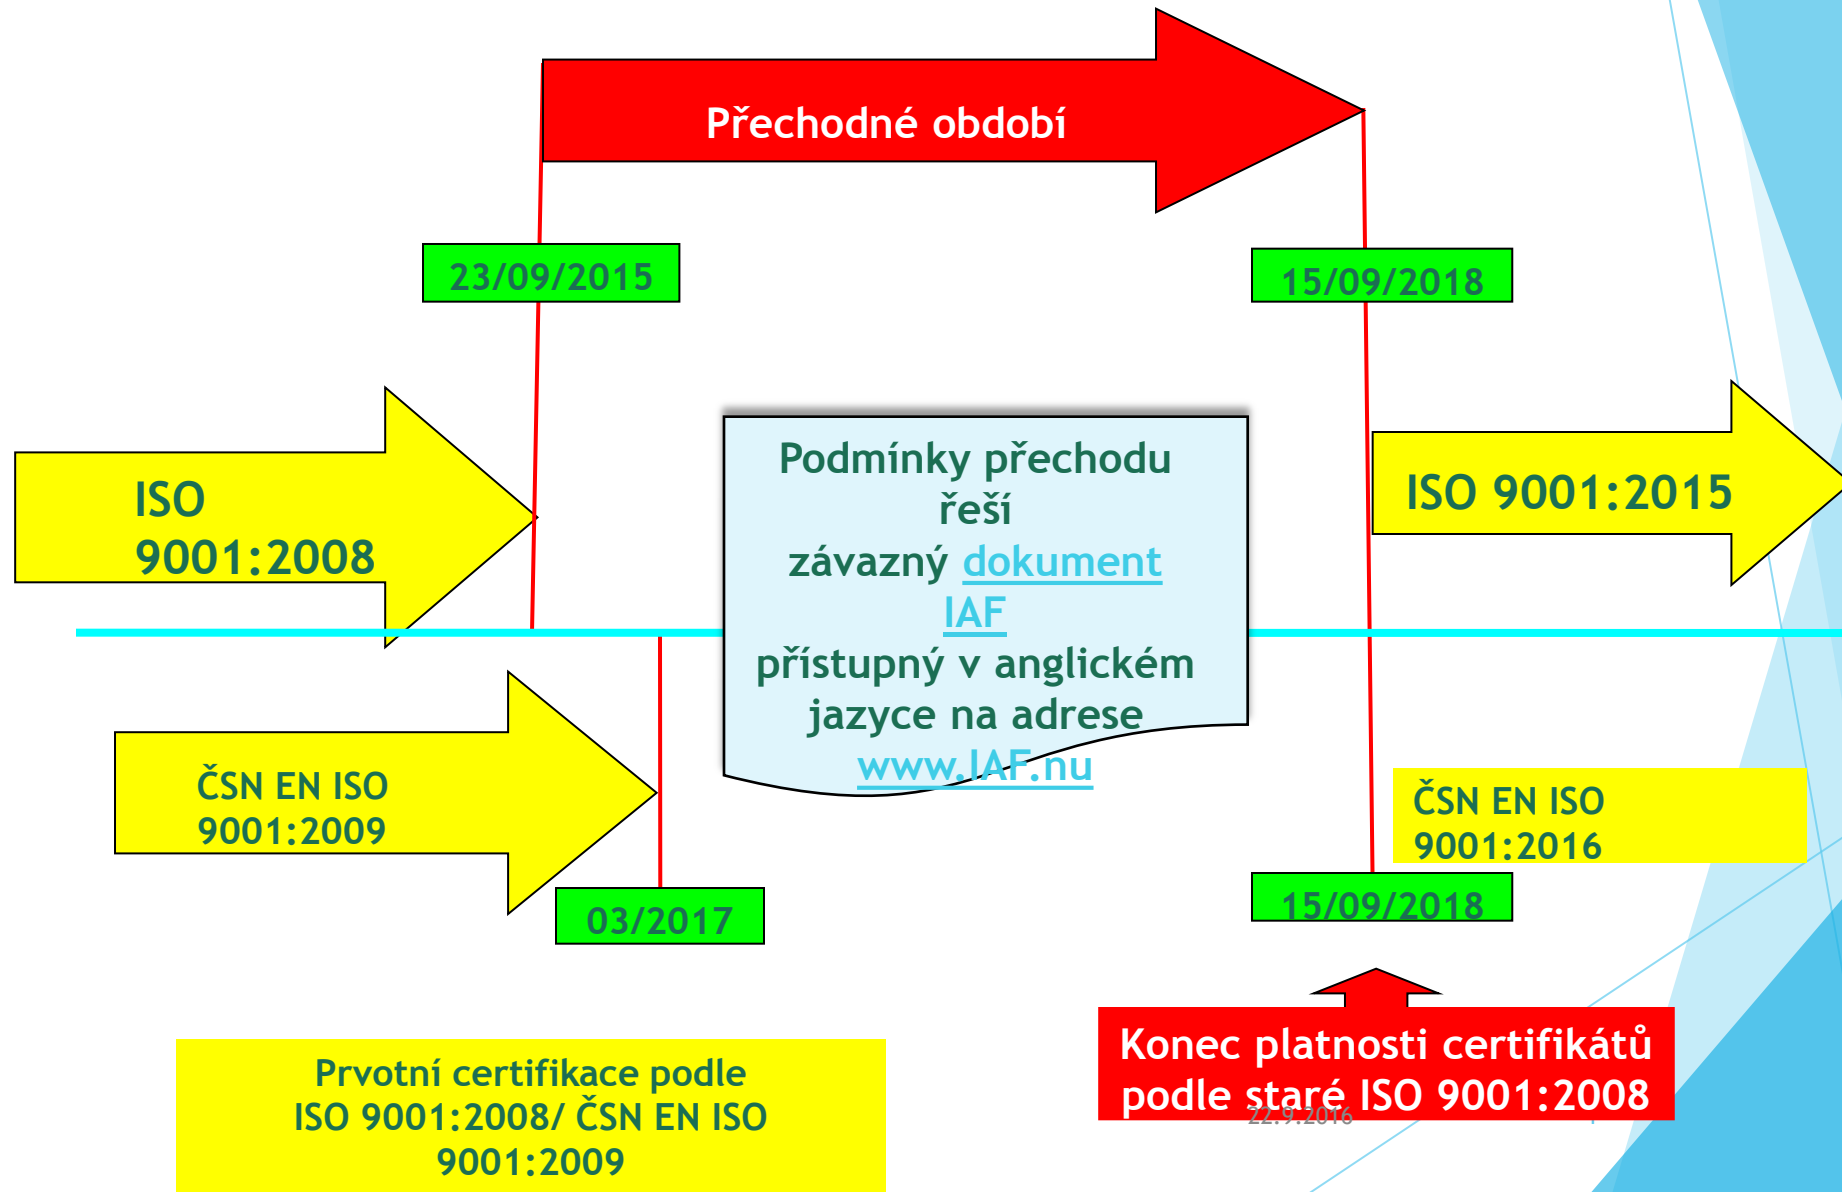 Přechodné období
23/09/2015
15/09/2018
ISO
9001:2008
Podmínky přechodu
řeší
závazný dokument
IAF
přístupný v anglickém
jazyce na adrese
www.IAF.nu
ISO 9001:2015
ČSN EN ISO
9001:2009
ČSN EN ISO
9001:2016
03/2017
15/09/2018
Prvotní certifikace podle
ISO 9001:2008/ ČSN EN ISO
9001:2009
Konec platnosti certifikátů
podle staré ISO 9001:2008
22.9.2016